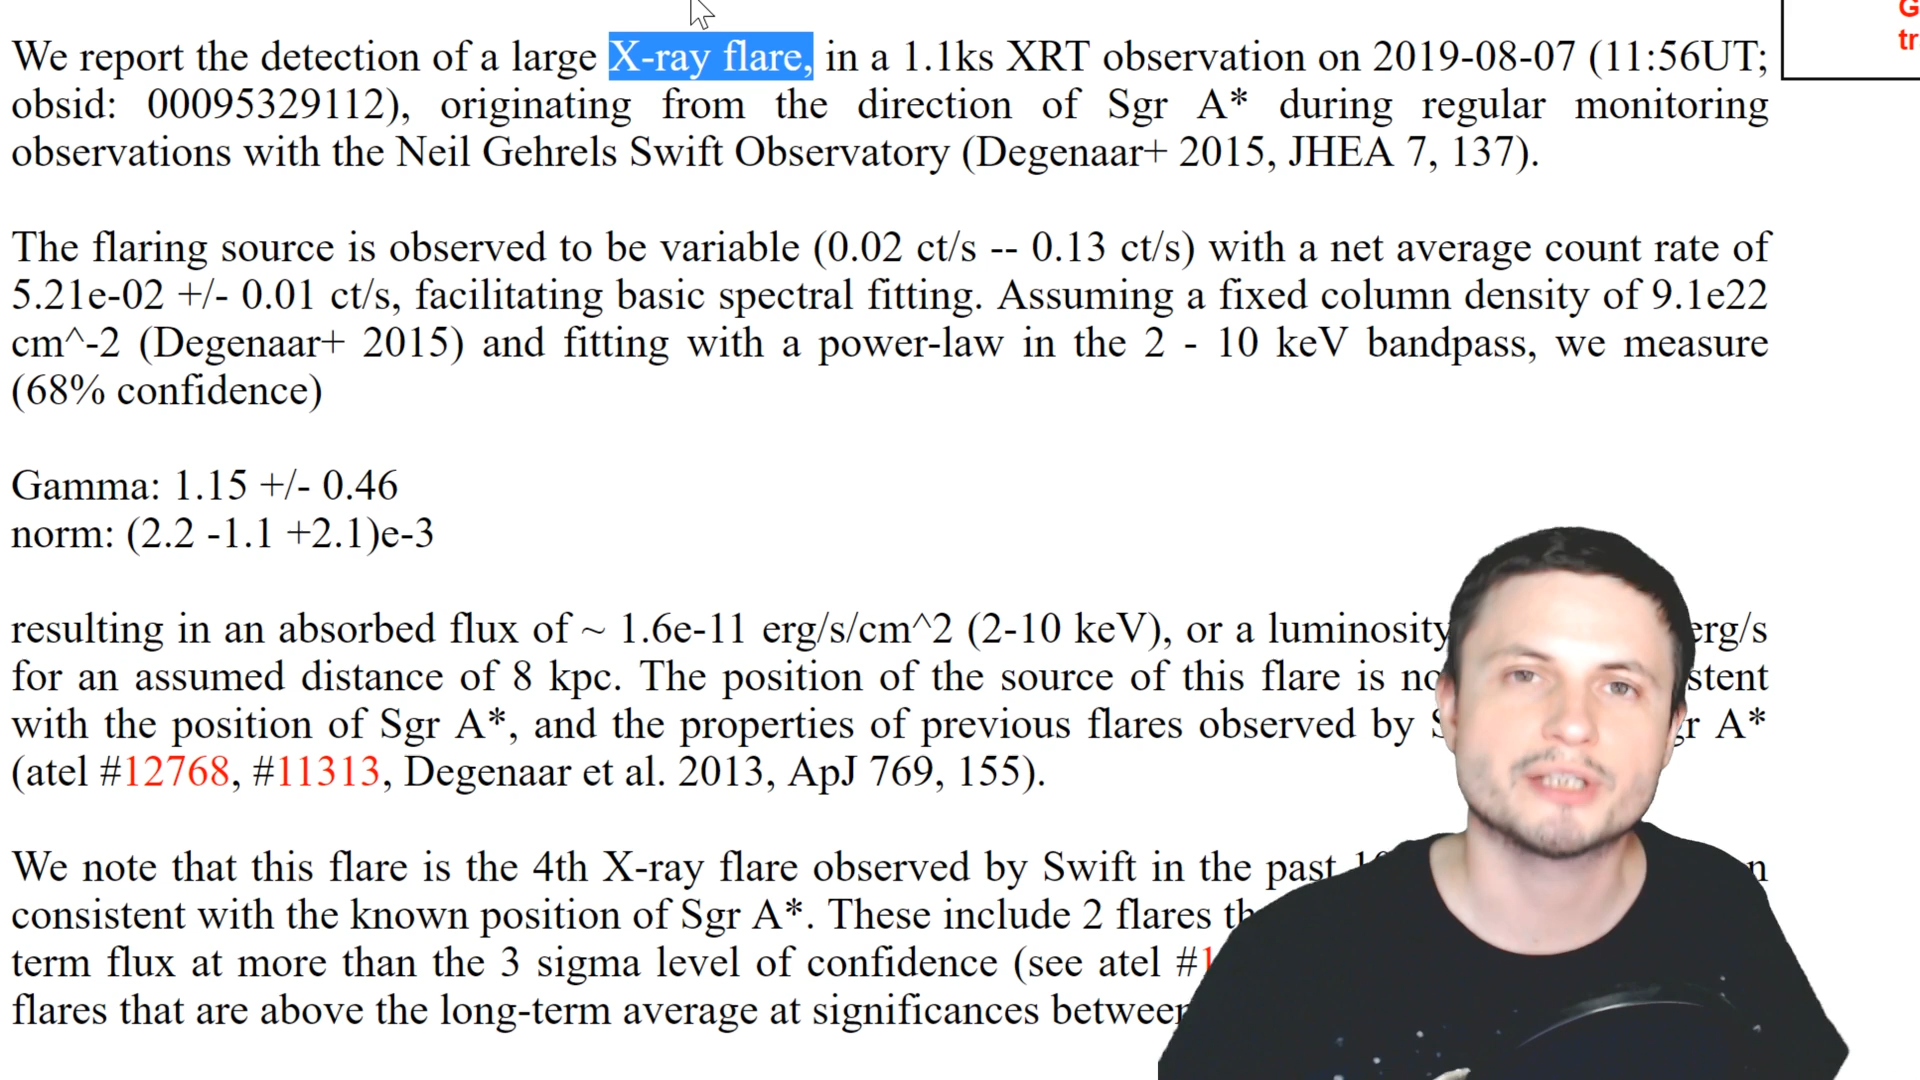 We report the detection of a large X-ray flare, in a 1.1ks XRT observation on 2019-08-07 (11:56UT;
obsid: 00095329112), originating from the direction of Sgr A* during regular monitoring
observations with the Neil Gehrels Swift Observatory (Degenaar+ 2015, JHEA 7, 137).
The flaring source is observed to be variable (0.02 ct/s -- 0.13 ct/s) with a net average count rate of
5.21e-02 +/- 0.01 ct/s, facilitating basic spectral fitting. Assuming a fixed column density of 9.1e22
cm^-2 (Degenaar+ 2015) and fitting with a power-law in the 2 - 10 keV bandpass, we measure
(68% confidence)
Gamma: 1.15 +/- 0.46
norm: (2.2 -1.1 +2.1)e-3
resulting in an absorbed flux of ~ 1.6e-11 erg/s/cm^2 (2-10 keV), or a luminosity erg/s
for an assumed distance of 8 kpc. The position of the source of this flare is
with the position of Sgr A*, and the properties of previous flares observed by A*
(atel #12768, #11313, Degenaar et al. 2013, ApJ 769, 155).
We note that this flare is the 4th X-ray flare observed by Swift in the past
consistent with the known position of Sgr A*. These include 2 flares
term flux at more than the 3 sigma level of confidence (see atel
flares that are above the long-term average at significances between